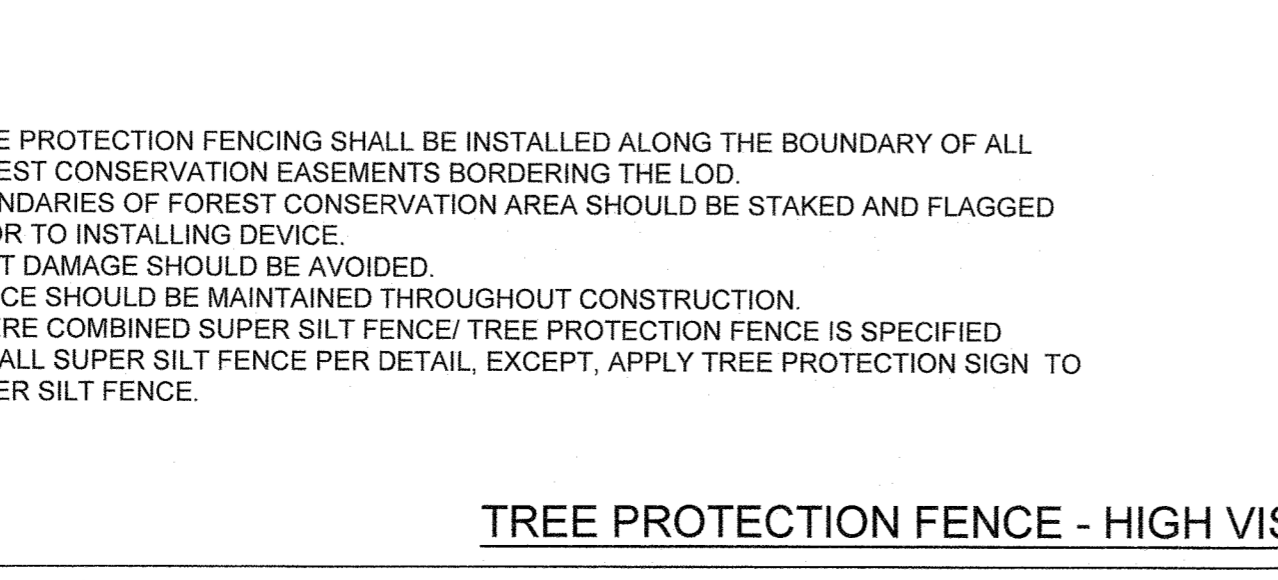 E PROTECTION FENCING SHALL BE INSTALLED ALONG THE BOUNDARY OF ALL
EST CONSERVATION EASEMENTS BORDERING THE LOD.
NDARIES OF FOREST CONSERVATION AREA SHOULD BE STAKED AND FLAGGED
OR TO INSTALLING DEVICE.
T DAMAGE SHOULD BE AVOIDED.
CE SHOULD BE MAINTAINED THROUGHOUT CONSTRUCTION.
ERE COMBINED SUPER SILT FENCE/ TREE PROTECTION FENCE IS SPECIFIED
ALL SUPER SILT FENCE PER DETAIL, EXCEPT, APPLY TREE PROTECTION SIGN TO
ER SILT FENCE.
TREE PROTECTION FENCE - HIGH VIS